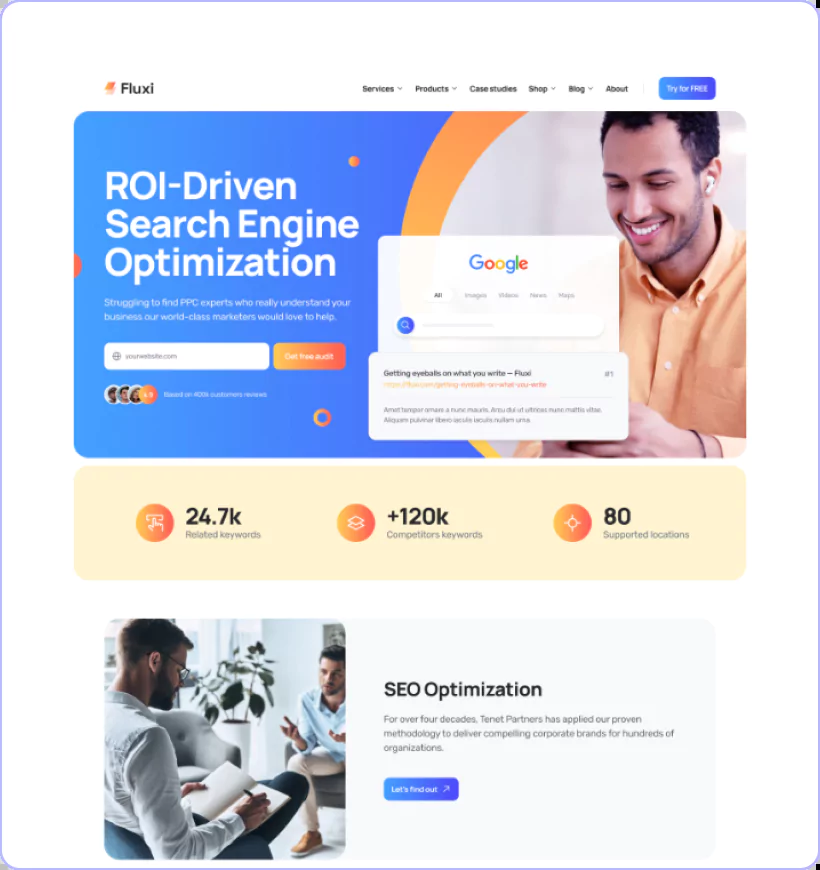 Fluxi
Services Products Case studies Shop Blog About Try for FREE
ROI-Driven
Search Engine
Optimization
Struggling to find PPC experts who really understand your
business our world-class marketers would love to help.
yourwebsite.com Get free audit
4.9 Based on 400k customers reviews
Google
All Images Videos News Maps
Getting eyeballs on what you write – Fluxi #1
https://fluxi.com/getting-eyeballs-on-what-you-write
Amet tempor ornare a nunc mauris. Arcu dui ut ultrices nunc mattis vitae.
Aliquam pulvinar libero iaculis iaculis nullam urna.
24.7k
Related keywords
+120k
Competitors keywords
80
Supported locations
SEO Optimization
For over four decades, Tenet Partners has applied our proven
methodology to deliver compelling corporate brands for hundreds of
organizations.
Let's find out